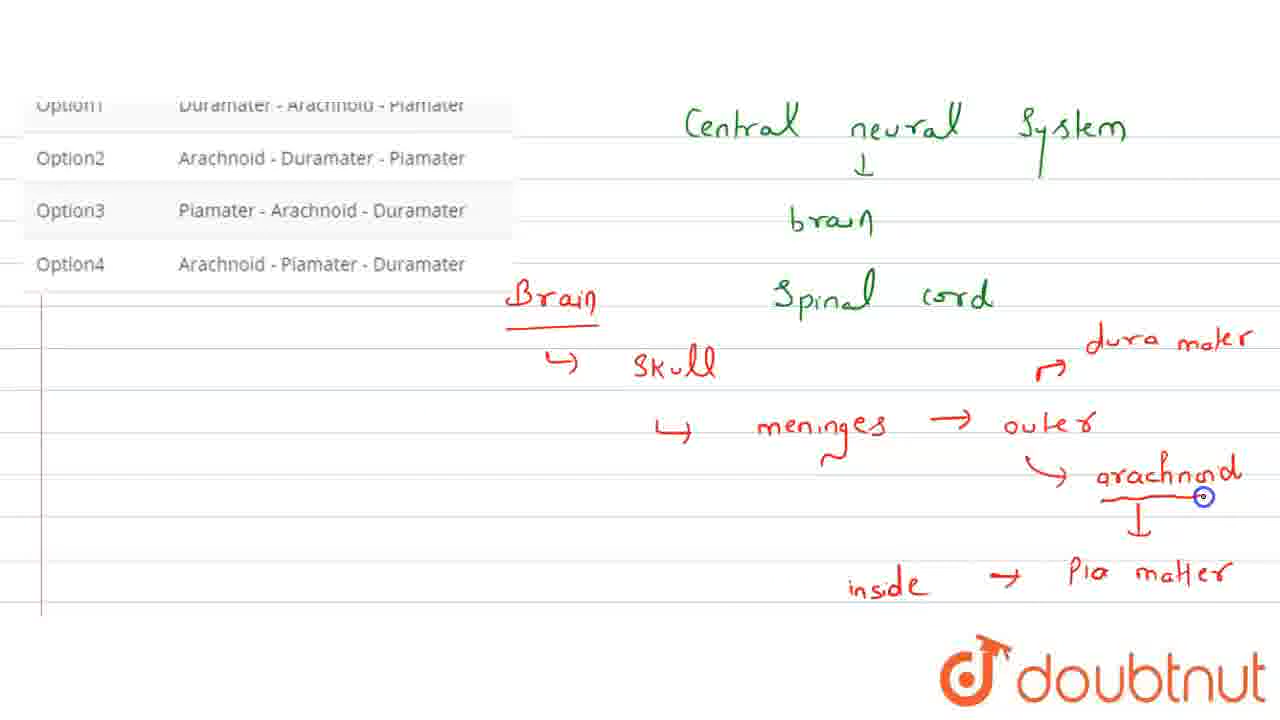 Option1 Duramater - Arachnoid - Piamater
Option2 Arachnoid - Duramater - Piamater
Option3 Piamater - Arachnoid - Duramater
Option4 Arachnoid - Piamater - Duramater
Central neural System
brain
Spinal cord
Brain
Skull
dura mater
meninges → outer
arachnoid
inside → Pia matter
doubtnut